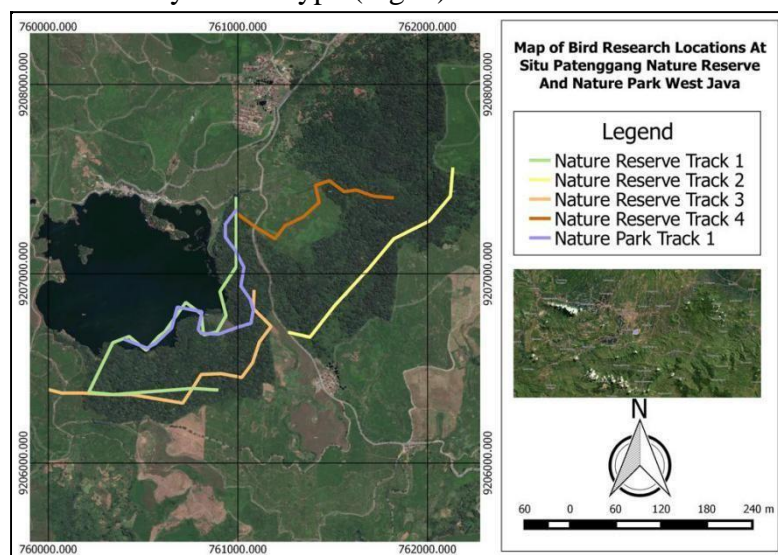 760000.000 761000.000 762000.000
9208000.000 9208000.000
9207000.000 9207000.000
9206000.000 9206000.000
760000.000 761000.000 762000.000
Map of Bird Research Locations At
Situ Patenggang Nature Reserve
And Nature Park West Java
Legend
Nature Reserve Track 1
Nature Reserve Track 2
Nature Reserve Track 3
Nature Reserve Track 4
Nature Park Track 1
N
60 0 60 120 180 240 m